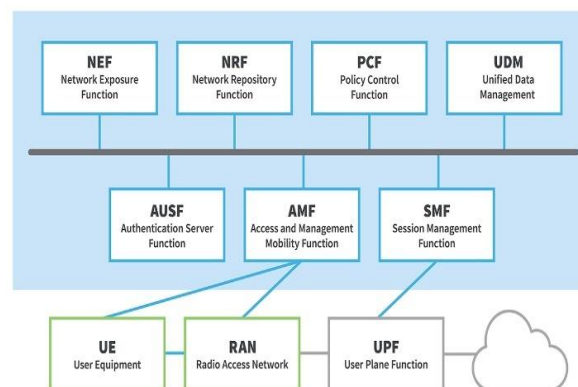 NEF
Network Exposure
Function
NRF
Network Repository
Function
PCF
Policy Control
Function
UDM
Unified Data
Management
AUSF
Authentication Server
Function
AMF
Access and Management
Mobility Function
SMF
Session Management
Function
UE
User Equipment
RAN
Radio Access Network
UPF
User Plane Function